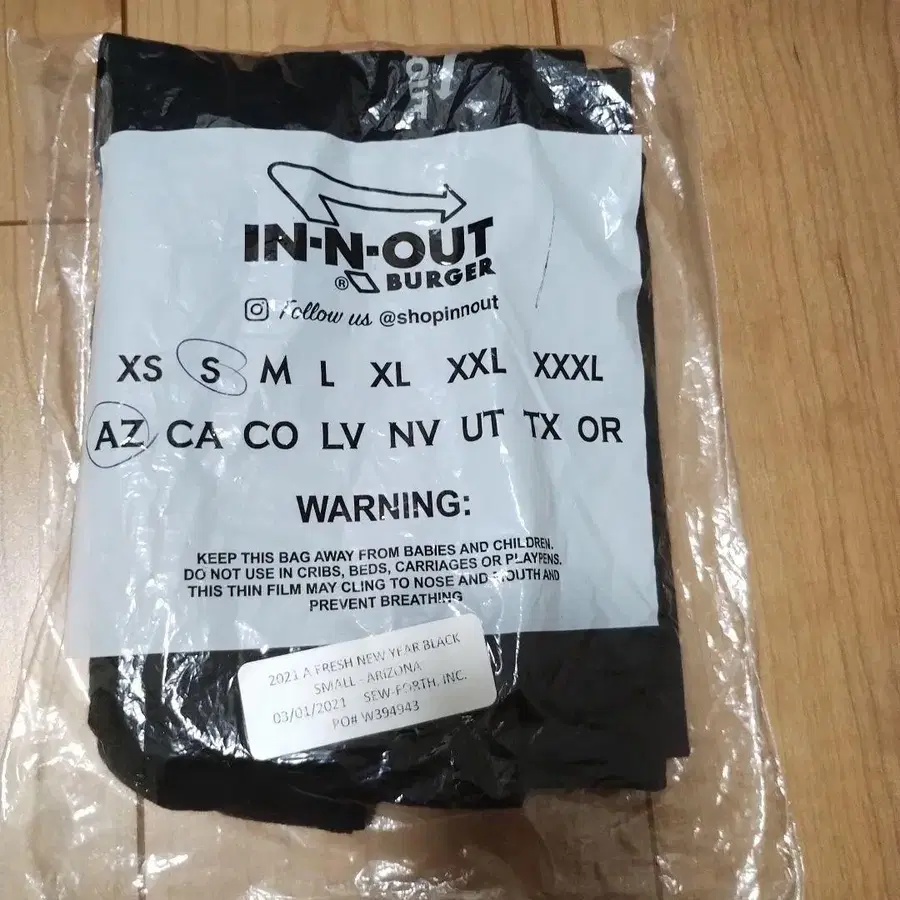 OUT
IN-N-OUT
® BURGER
Follow us @shopinnout
XS S M L XL XXL XXXL
AZ CA CO LV NV UT TX OR
WARNING:
KEEP THIS BAG AWAY FROM BABIES AND CHILDREN.
DO NOT USE IN CRIBS, BEDS, CARRIAGES OR PLAYPENS.
THIS THIN FILM MAY CLING TO NOSE AND MOUTH AND
PREVENT BREATHING
2021 A FRESH NEW YEAR BLACK
SMALL - ARIZONA
03/01/2021 SEW-FORTH, INC.
PO# W394943